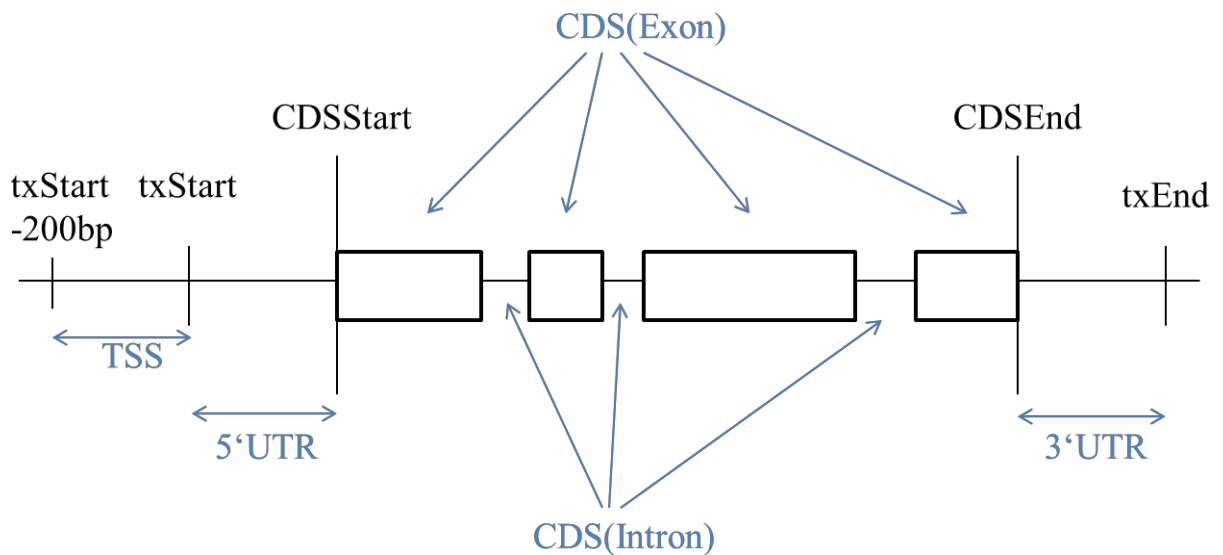 CDS(Exon)
CDSStart
CDSEnd
txStart
-200bp
txStart
txEnd
TSS
5‘UTR
3‘UTR
CDS(Intron)